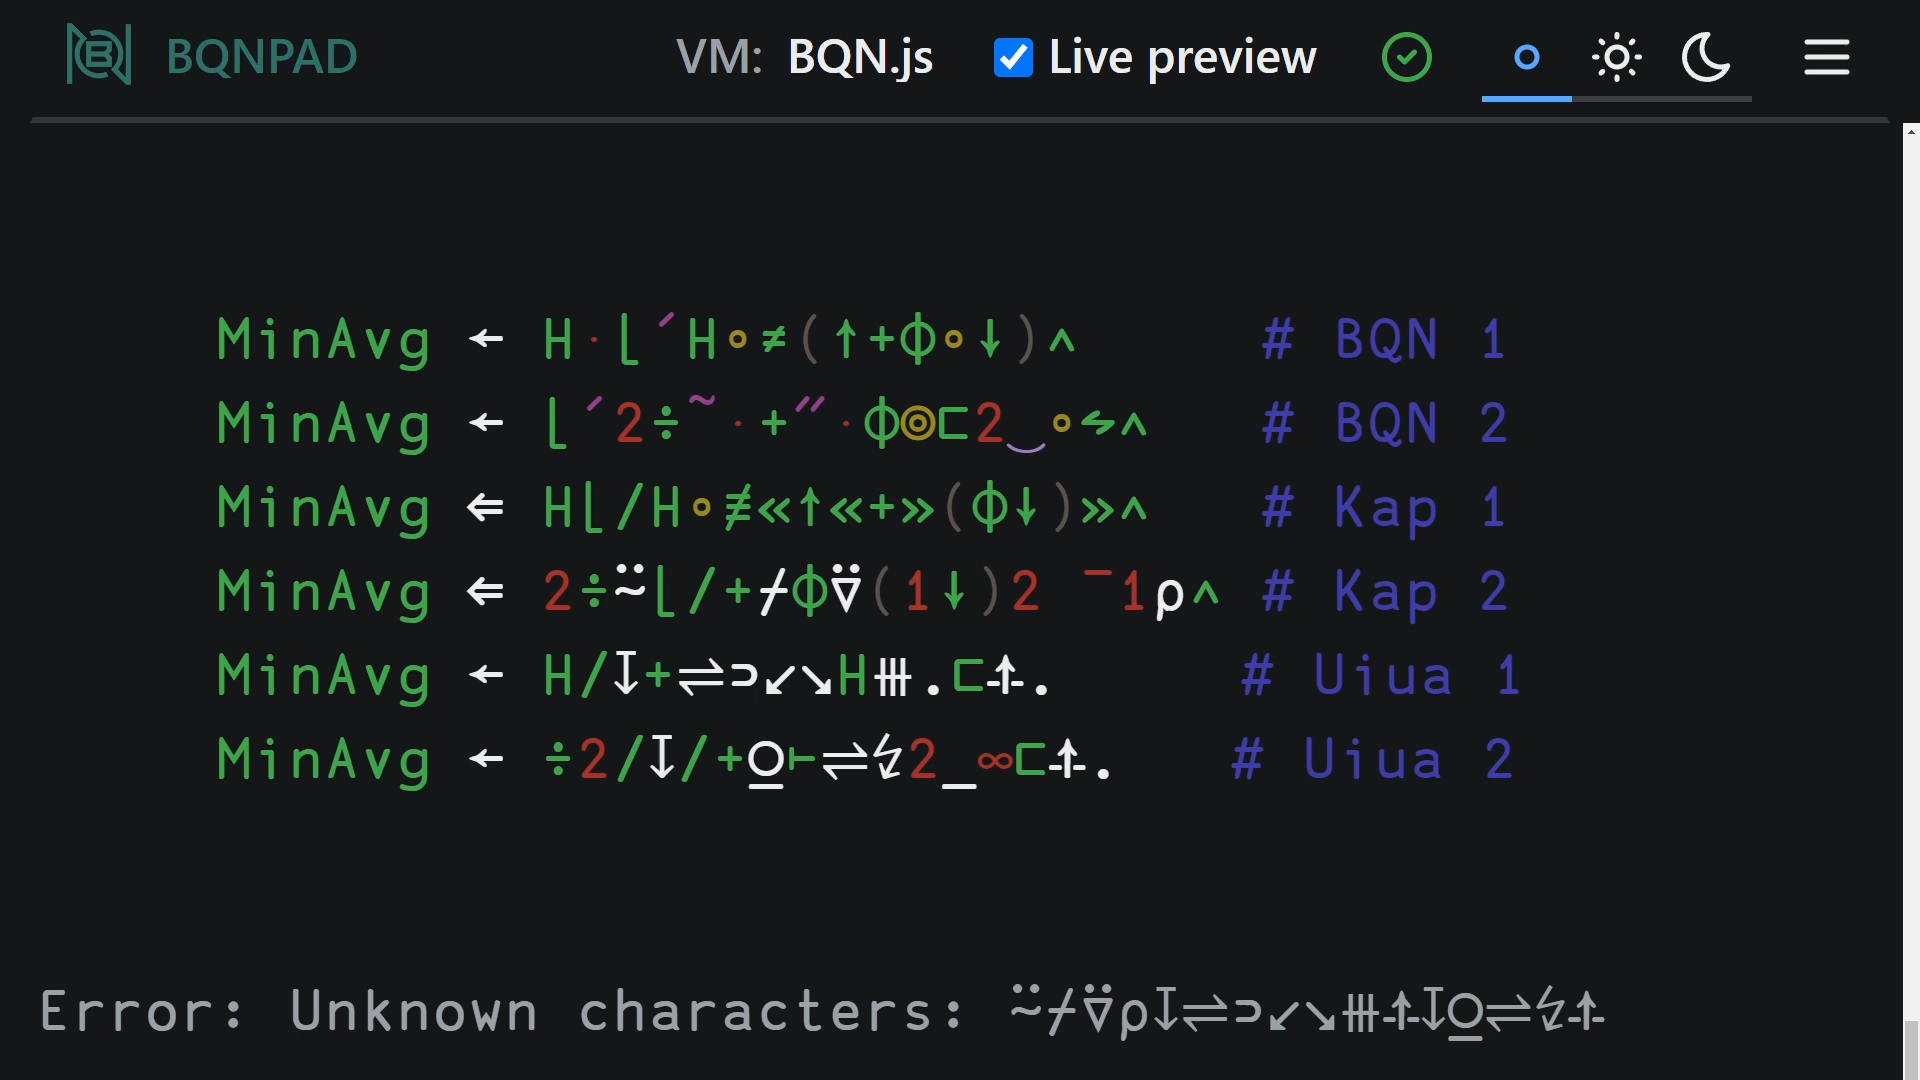 BQNPAD VM: BQN.js Live preview
MinAvg ← H·⌊´H∘≠(↑+⌽∘↓)∧ # BQN 1
MinAvg ← ⌊´2÷˜·+˝·⌽⌾⊏2‿∘⥊∧ # BQN 2
MinAvg ⇐ H⌊/H∘≢«↑«+»(⌽↓)»∧ # Kap 1
MinAvg ⇐ 2÷⍨⌊/+⌿⌽⍢(1↓)2 ¯1⍴∧ # Kap 2
MinAvg ← H/↧+⇌⊃↙↘H⧻.⊏⍏. # Uiua 1
MinAvg ← ÷2/↧/+⍜⊢⇌↯2_∞⊏⍏. # Uiua 2
Error: Unknown characters: ⍨⌿⍢⍴↧⇌⊃↙↘⧻⍏↧⍜⇌↯⍏